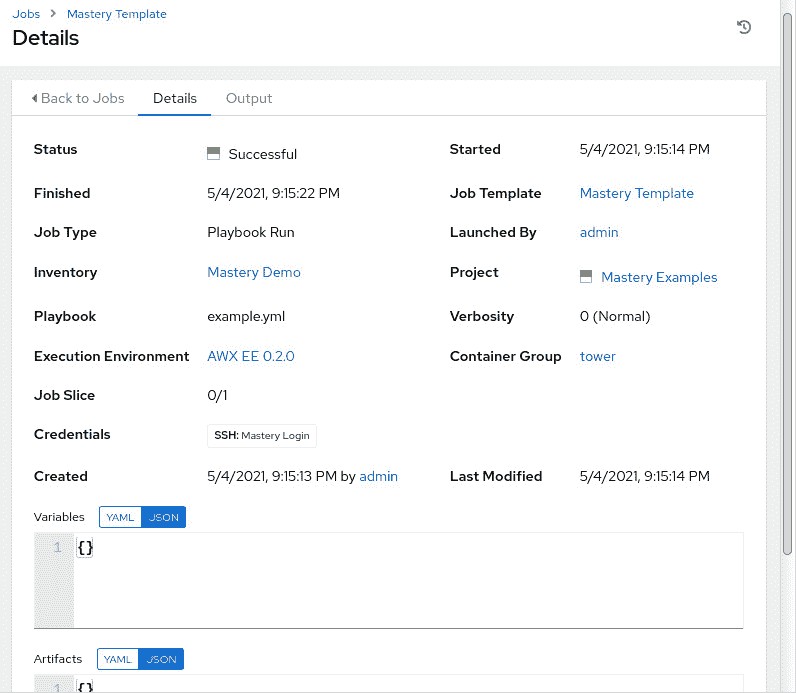 Jobs > Mastery Template
Details
Back to Jobs Details Output
Status Successful Started 5/4/2021, 9:15:14 PM
Finished 5/4/2021, 9:15:22 PM Job Template Mastery Template
Job Type Playbook Run Launched By admin
Inventory Mastery Demo Project Mastery Examples
Playbook example.yml Verbosity 0 (Normal)
Execution Environment AWX EE 0.2.0 Container Group tower
Job Slice 0/1
Credentials SSH: Mastery Login
Created 5/4/2021, 9:15:13 PM by admin Last Modified 5/4/2021, 9:15:14 PM
Variables YAML JSON
1 {}
Artifacts YAML JSON
1 {}